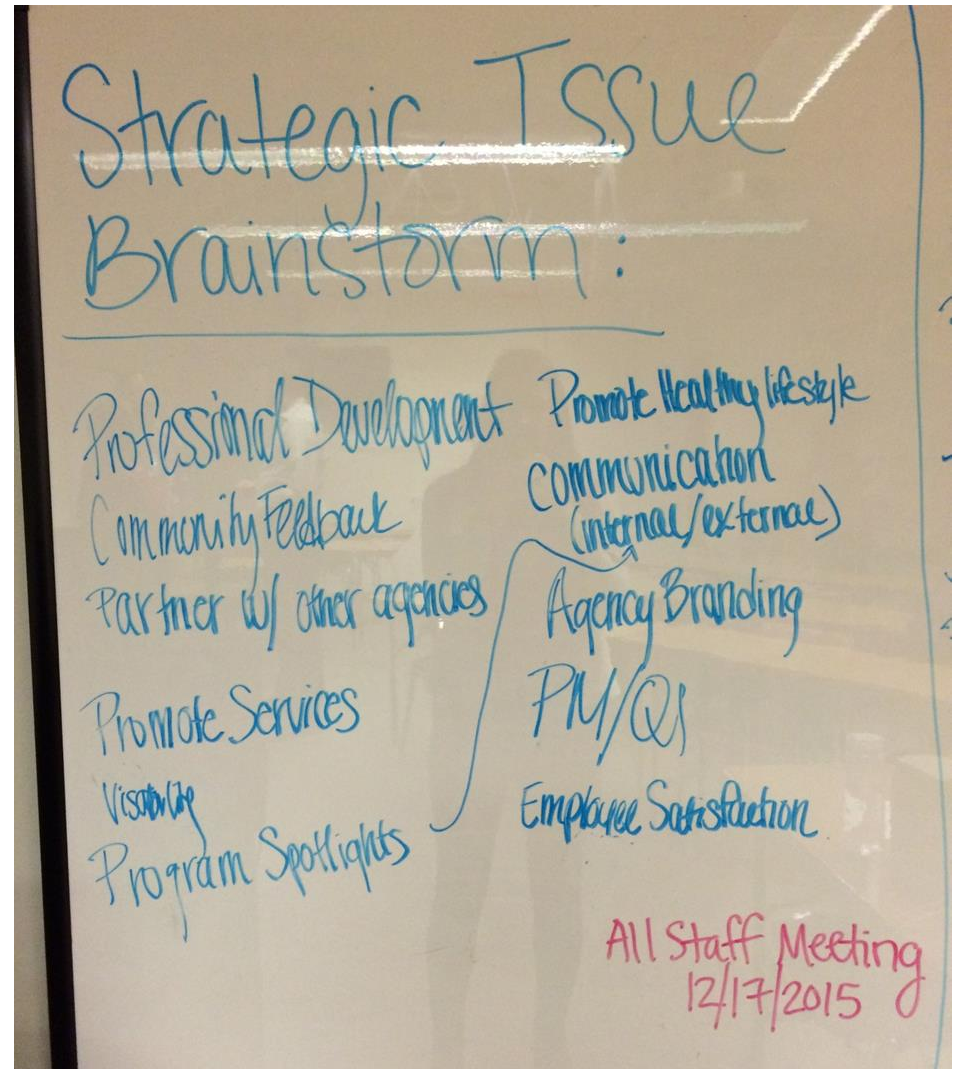 Strategic Issue
Brainstorm:
Professional Development
Community Feedback
Partner w/ other agencies
Promote Services
Program Spotlights
Promote Healthy lifestyle
Communication
(internal/external)
Agency Branding
PM/QI
Employee Satisfaction
All Staff Meeting
12/17/2015